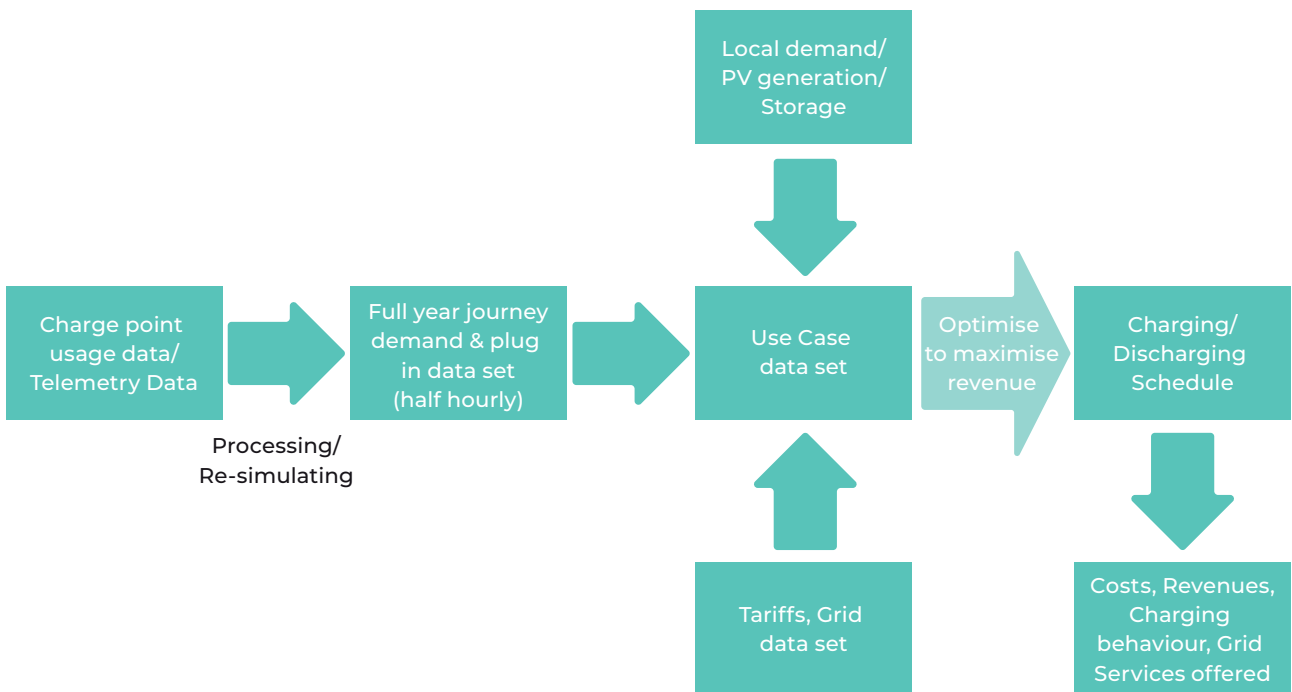 Local demand/
PV generation/
Storage
Charge point
usage data/
Telemetry Data
Processing/
Re-simulating
Full year journey
demand & plug
in data set
(half hourly)
Use Case
data set
Optimise
to maximise
revenue
Charging/
Discharging
Schedule
Tariffs, Grid
data set
Costs, Revenues,
Charging
behaviour, Grid
Services offered